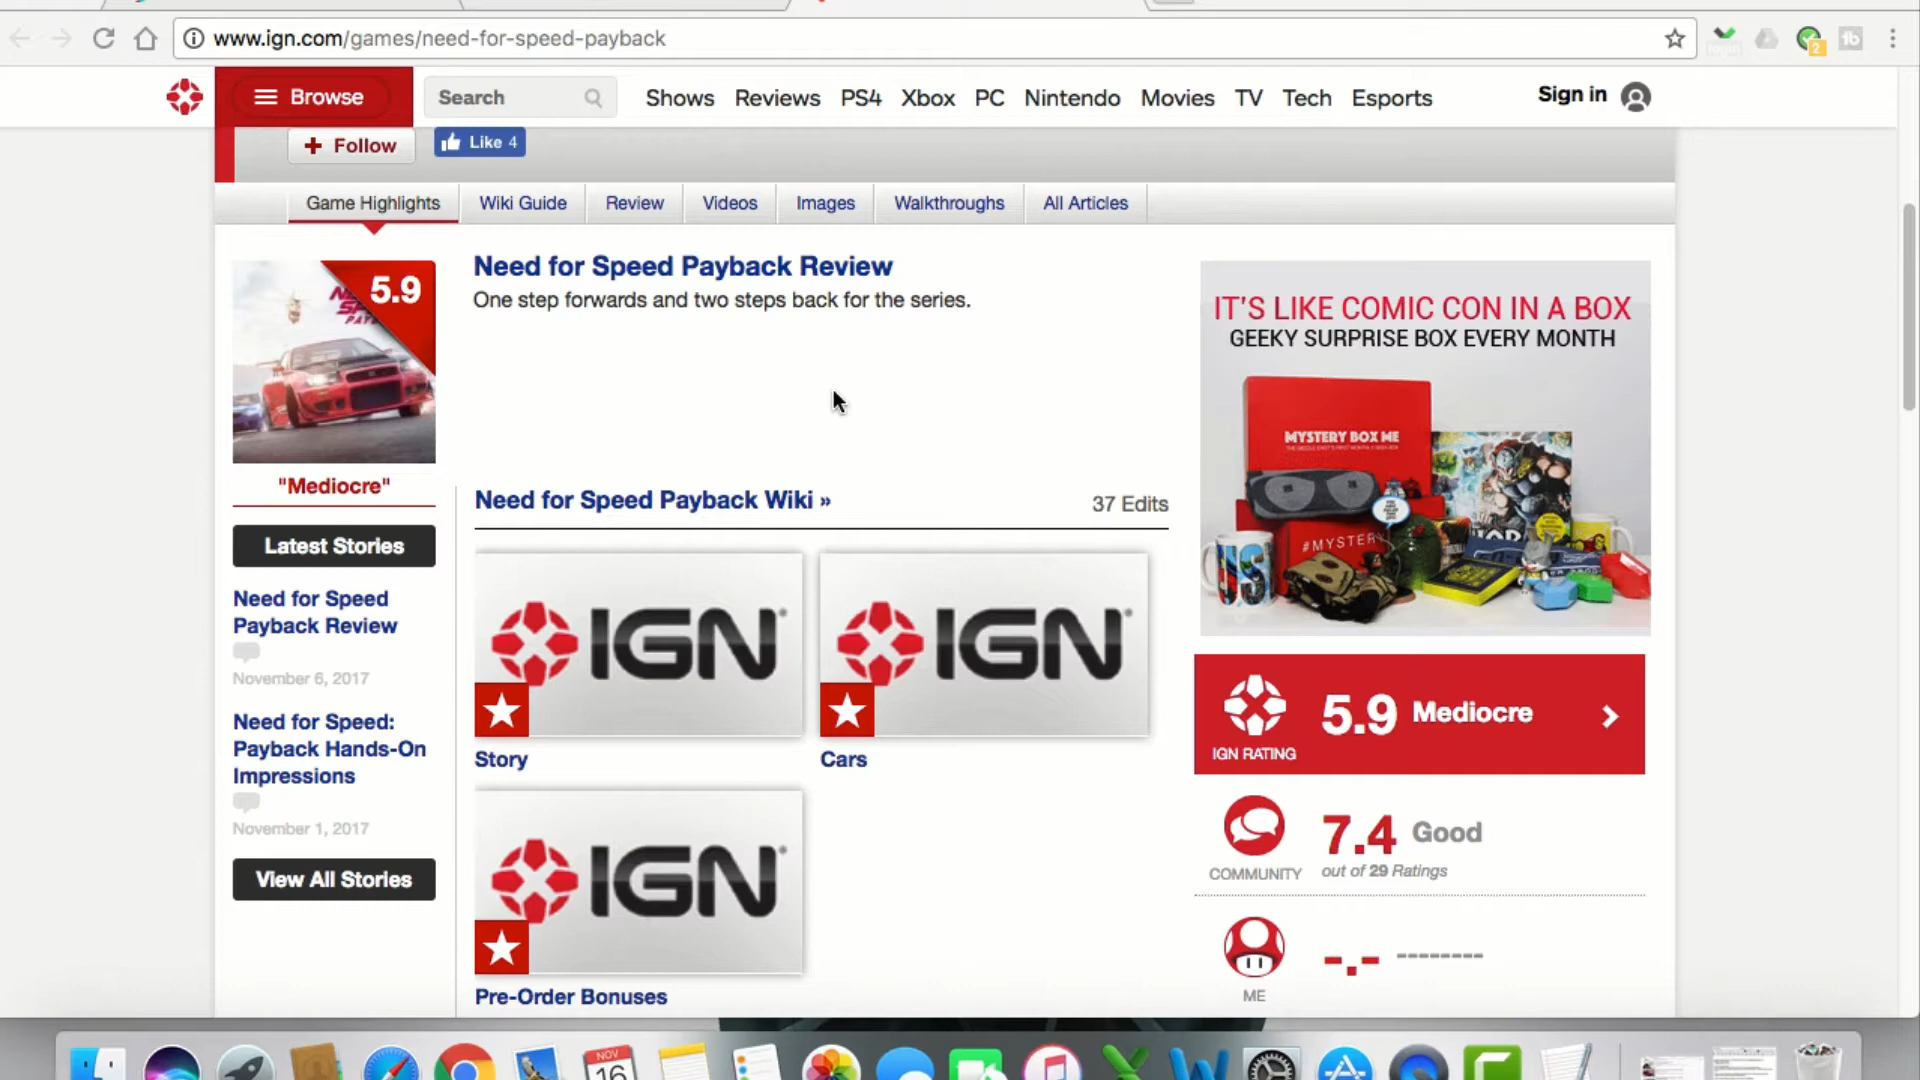 www.ign.com/games/need-for-speed-payback
Browse
Search
Shows Reviews PS4 Xbox PC Nintendo Movies TV Tech Esports
Sign in
+ Follow
Like 4
Game Highlights
Wiki Guide
Review
Videos
Images
Walkthroughs
All Articles
5.9
"Mediocre"
Latest Stories
Need for Speed
Payback Review
November 6, 2017
Need for Speed:
Payback Hands-On
Impressions
November 1, 2017
View All Stories
Need for Speed Payback Review
One step forwards and two steps back for the series.
Need for Speed Payback Wiki »
37 Edits
IGN
Story
IGN
Cars
IGN
Pre-Order Bonuses
IT'S LIKE COMIC CON IN A BOX
GEEKY SURPRISE BOX EVERY MONTH
MYSTERY BOX ME
#MYSTERY
IGN RATING
5.9 Mediocre
COMMUNITY
7.4 Good
out of 29 Ratings
ME
-.- --------
NOV
16
2